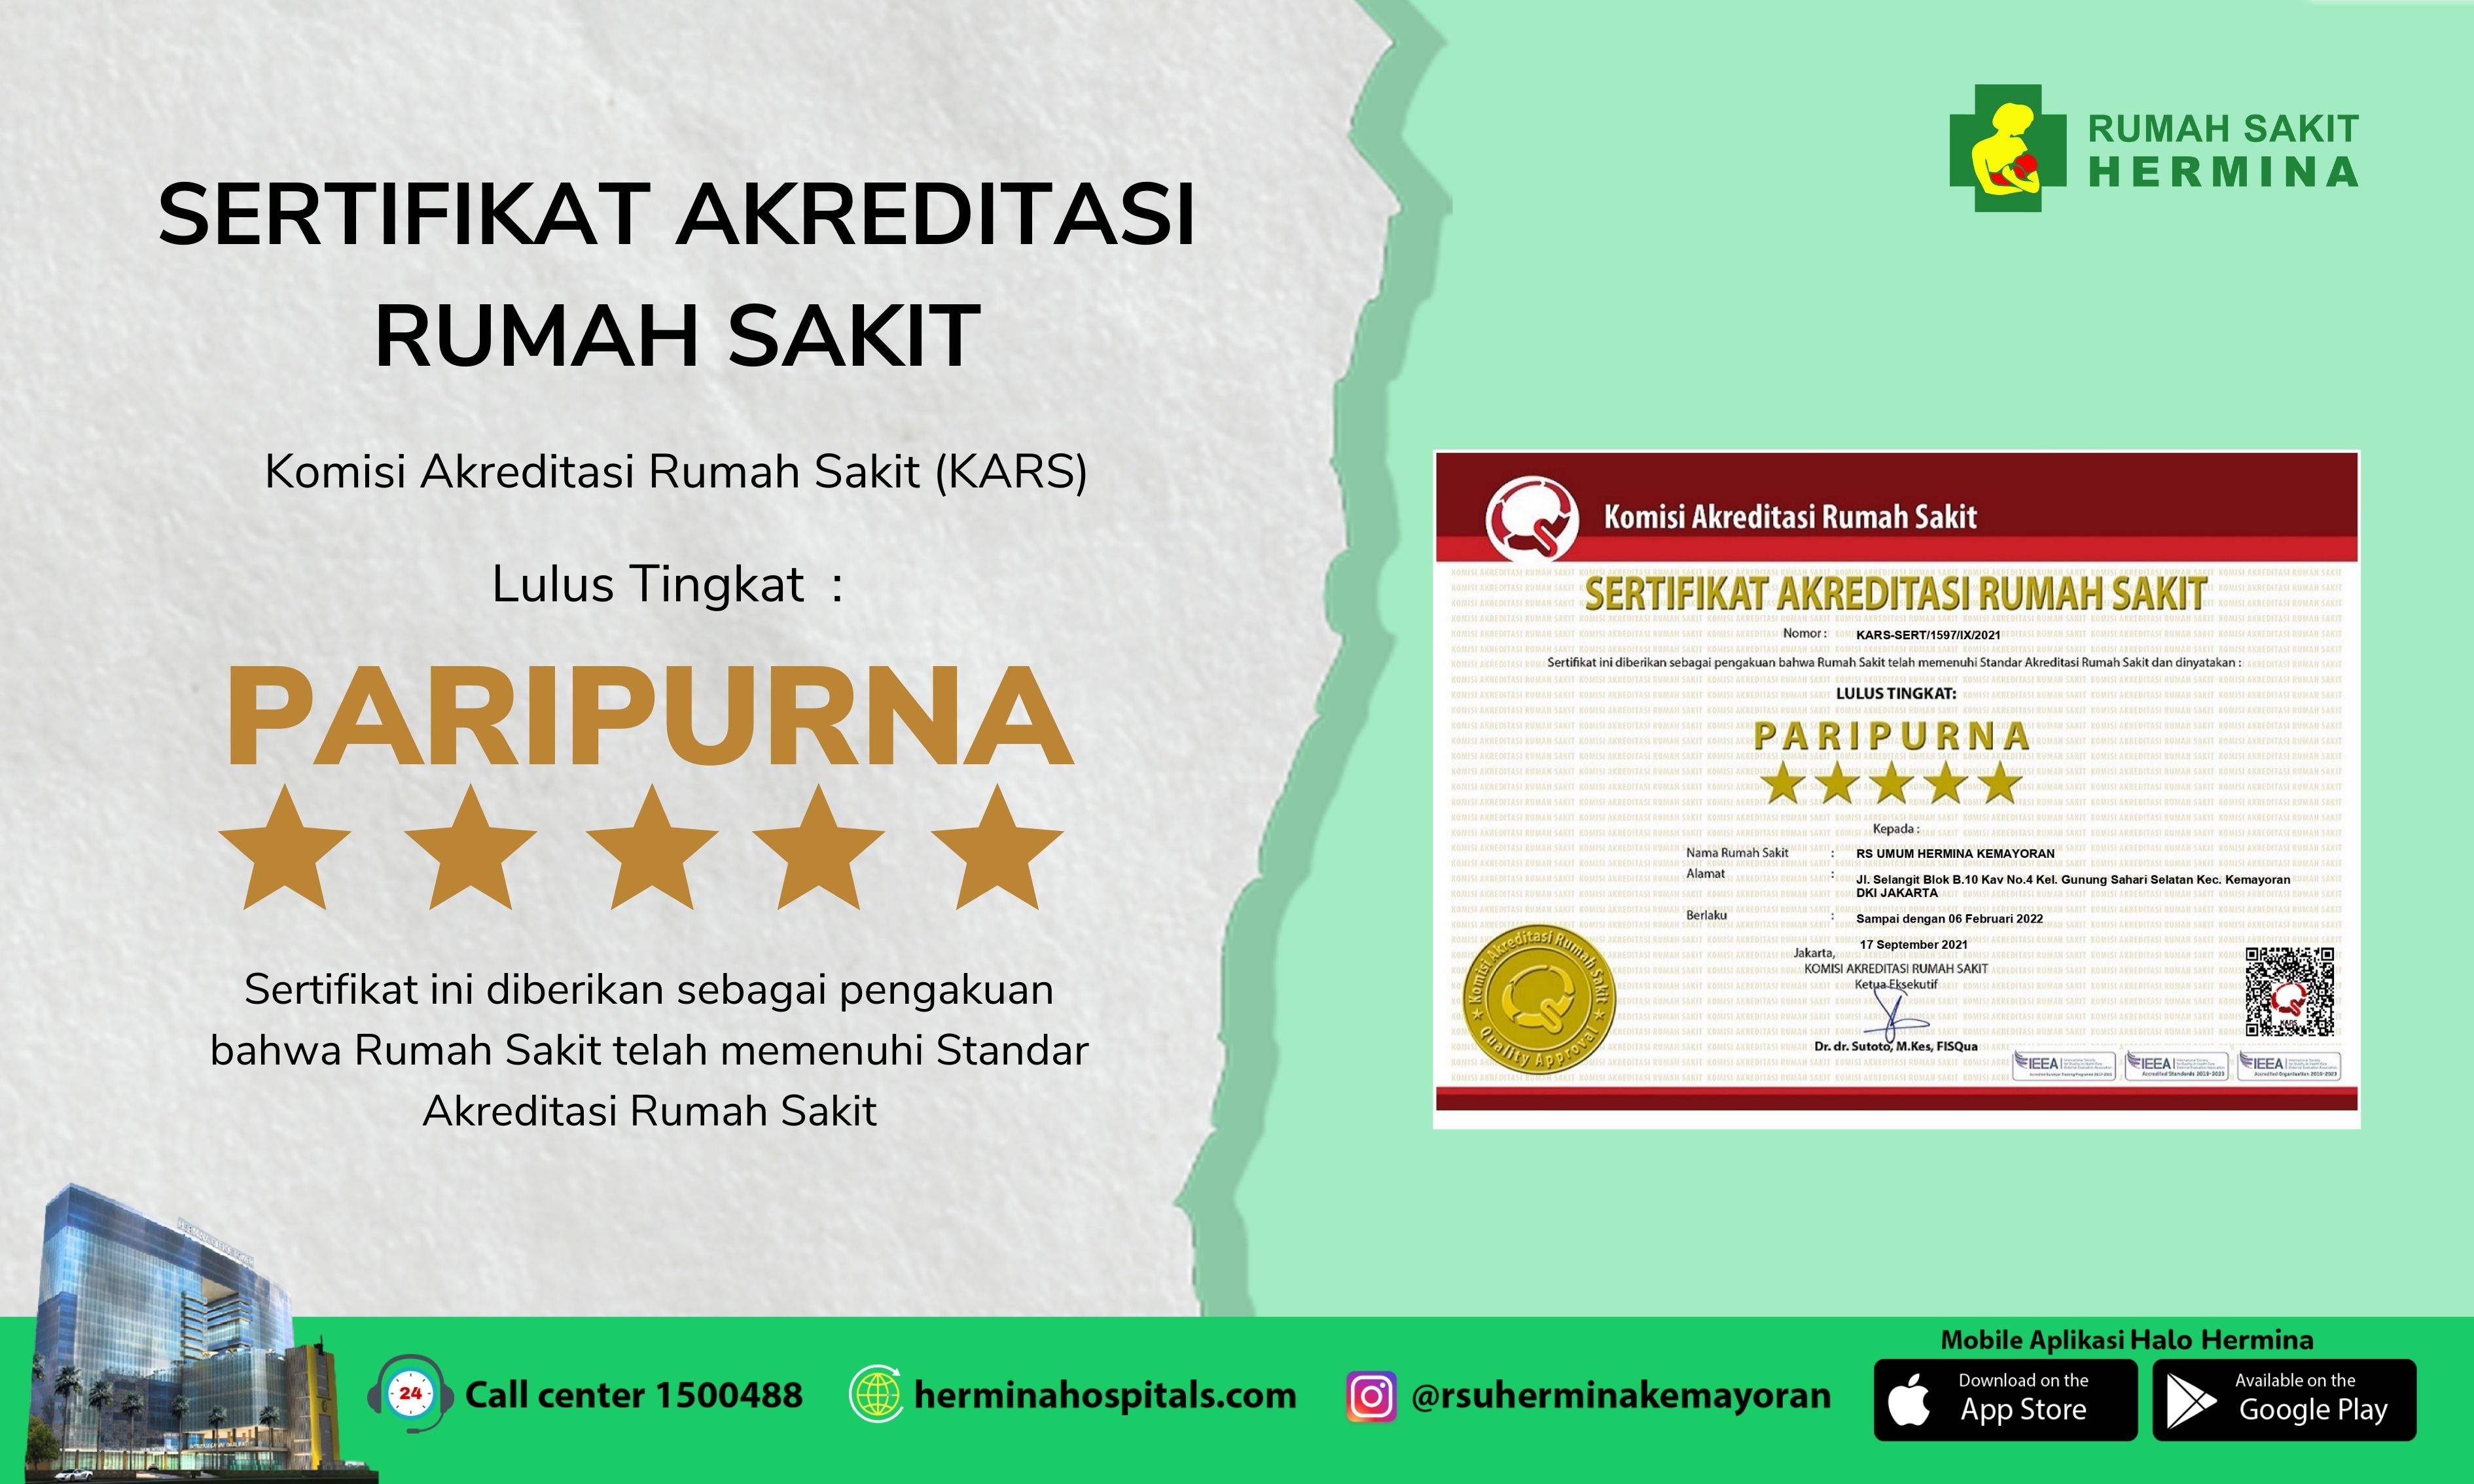 SERTIFIKAT AKREDITASI
RUMAH SAKIT
Komisi Akreditasi Rumah Sakit (KARS)
Lulus Tingkat :
PARIPURNA
Sertifikat ini diberikan sebagai pengakuan
bahwa Rumah Sakit telah memenuhi Standar
Akreditasi Rumah Sakit
RUMAH SAKIT
HERMINA
Komisi Akreditasi Rumah Sakit
SERTIFIKAT AKREDITASI RUMAH SAKIT
Nomor : KARS-SERT/1597/IX/2021
Sertifikat ini diberikan sebagai pengakuan bahwa Rumah Sakit telah memenuhi Standar Akreditasi Rumah Sakit dan dinyatakan :
LULUS TINGKAT:
PARIPURNA
Kepada :
Nama Rumah Sakit : RS UMUM HERMINA KEMAYORAN
Alamat : Jl. Selangit Blok B.10 Kav No.4 Kel. Gunung Sahari Selatan Kec. Kemayoran
DKI JAKARTA
Berlaku : Sampai dengan 06 Februari 2022
Jakarta, 17 September 2021
KOMISI AKREDITASI RUMAH SAKIT
Ketua Eksekutif
Dr. dr. Sutoto, M.Kes, FISQua
Komisi Akreditasi Rumah Sakit
Quality Approval
KARS
IEEA
IEEA
IEEA
24
Call center 1500488
herminahospitals.com
@rsuherminakemayoran
Mobile Aplikasi Halo Hermina
Download on the
App Store
Available on the
Google Play